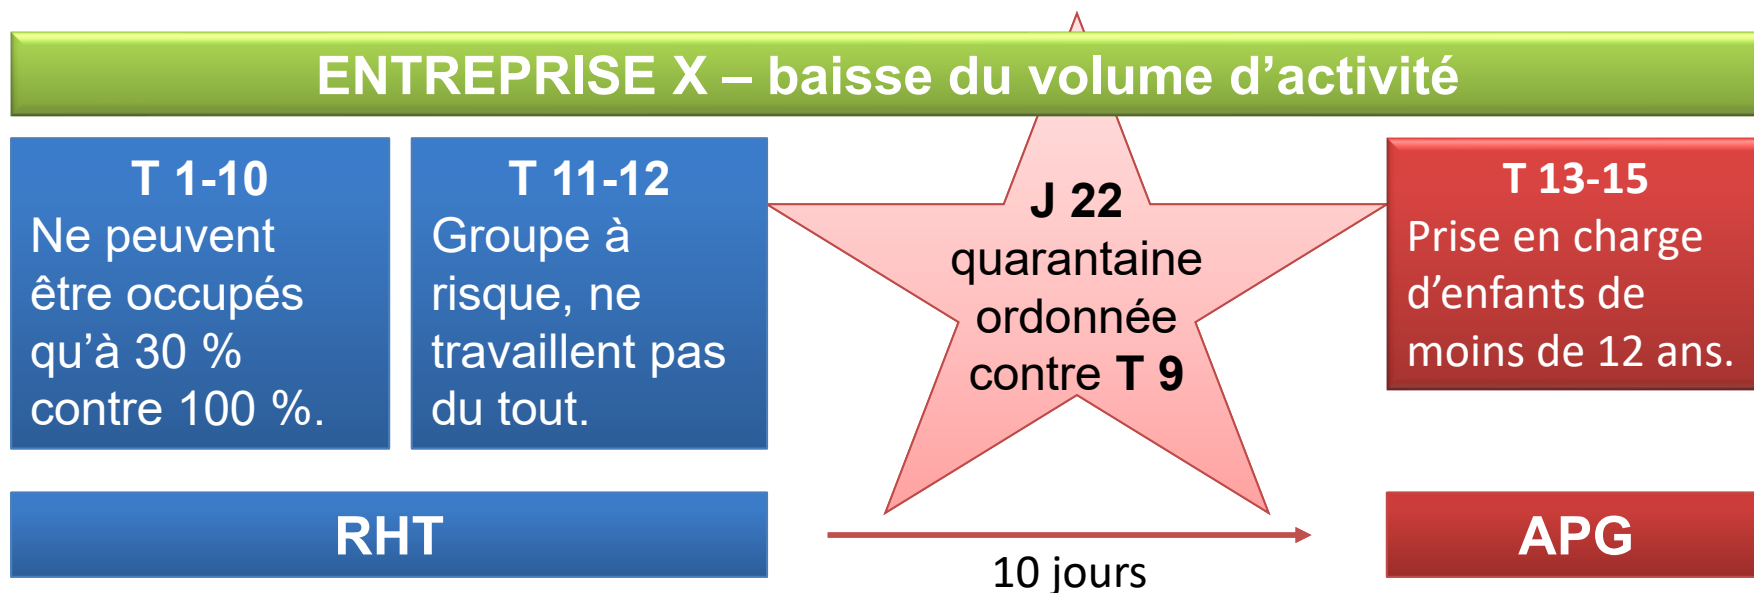 ENTREPRISE X – baisse du volume d’activité
T 1-10
Ne peuvent
être occupés
qu’à 30 %
contre 100 %.
T 11-12
Groupe à
risque, ne
travaillent pas
du tout.
J 22
quarantaine
ordonnée
contre T 9
T 13-15
Prise en charge
d’enfants de
moins de 12 ans.
RHT
10 jours
APG